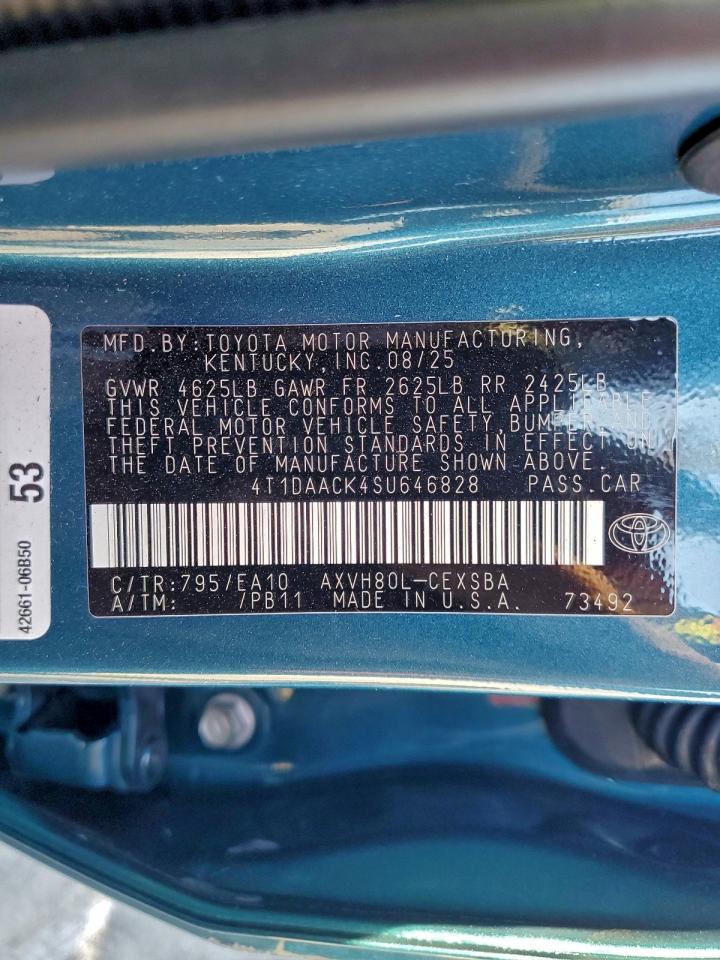 MFD.BY:TOYOTA MOTOR MANUFACTURING,
KENTUCKY,INC.08/25
GVWR 4625LB GAWR FR 2625LB RR 2425LB
THIS VEHICLE CONFORMS TO ALL APPLICABLE
FEDERAL MOTOR VEHICLE SAFETY,BUMPER,AND
THEFT PREVENTION STANDARDS IN EFFECT ON
THE DATE OF MANUFACTURE SHOWN ABOVE.
4T1DAACK4SU646828 PASS.CAR
C/TR:795/EA10 AXVH80L-CEXSBA
A/TM: /PB11 MADE IN U.S.A. 73492
53
42661-06B50